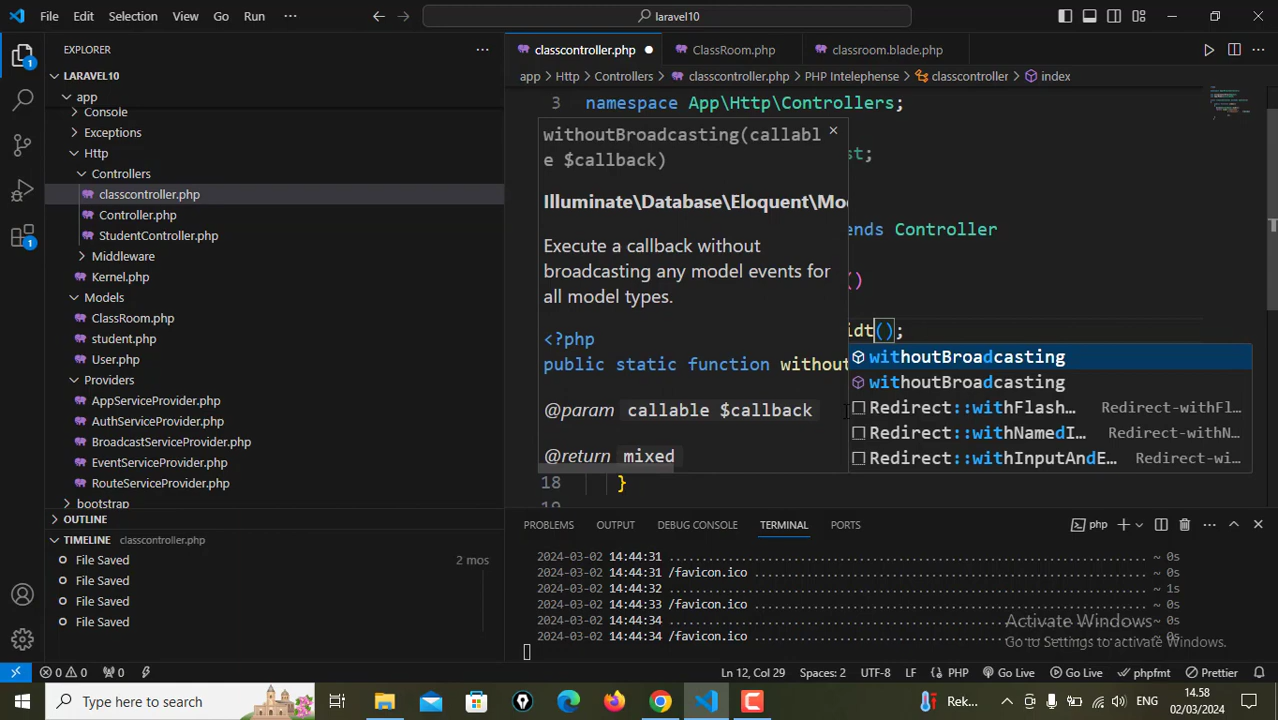 File Edit Selection View Go Run ··· laravel10
EXPLORER ···
classcontroller.php ● ClassRoom.php classroom.blade.php ···
LARAVEL10
app > Http > Controllers > classcontroller.php > PHP Intelephense > classcontroller > index
app
Console
Exceptions
Http
Controllers
classcontroller.php
Controller.php
StudentController.php
Middleware
Kernel.php
Models
ClassRoom.php
student.php
User.php
Providers
AppServiceProvider.php
AuthServiceProvider.php
BroadcastServiceProvider.php
EventServiceProvider.php
RouteServiceProvider.php
bootstrap
OUTLINE
TIMELINE classcontroller.php
File Saved 2 mos
File Saved
File Saved
File Saved
3 namespace App\Http\Controllers;
st;
ends Controller
()
idt();
18 }
withoutBroadcasting(callabl
e $callback)
Illuminate\Database\Eloquent\Mo
Execute a callback without
broadcasting any model events for
all model types.
<?php
public static function without
@param callable $callback
@return mixed
withoutBroadcasting
withoutBroadcasting
Redirect::withFlash… Redirect-withFl…
Redirect::withNamedI… Redirect-withN…
Redirect::withInputAndE… Redirect-wi…
PROBLEMS OUTPUT DEBUG CONSOLE TERMINAL PORTS php
2024-03-02 14:44:31 ........................................................ ~ 0s
2024-03-02 14:44:31 /favicon.ico ........................................... ~ 0s
2024-03-02 14:44:32 ........................................................ ~ 1s
2024-03-02 14:44:33 /favicon.ico ........................................... ~ 0s
2024-03-02 14:44:34 ........................................................ ~ 0s
2024-03-02 14:44:34 /favicon.ico ........................................... ~ 0s
Activate Windows
Go to Settings to activate Windows.
0 0 0 Ln 12, Col 29 Spaces: 2 UTF-8 LF PHP Go Live Go Live phpfmt Prettier
Type here to search Rek... ENG 14.58
02/03/2024